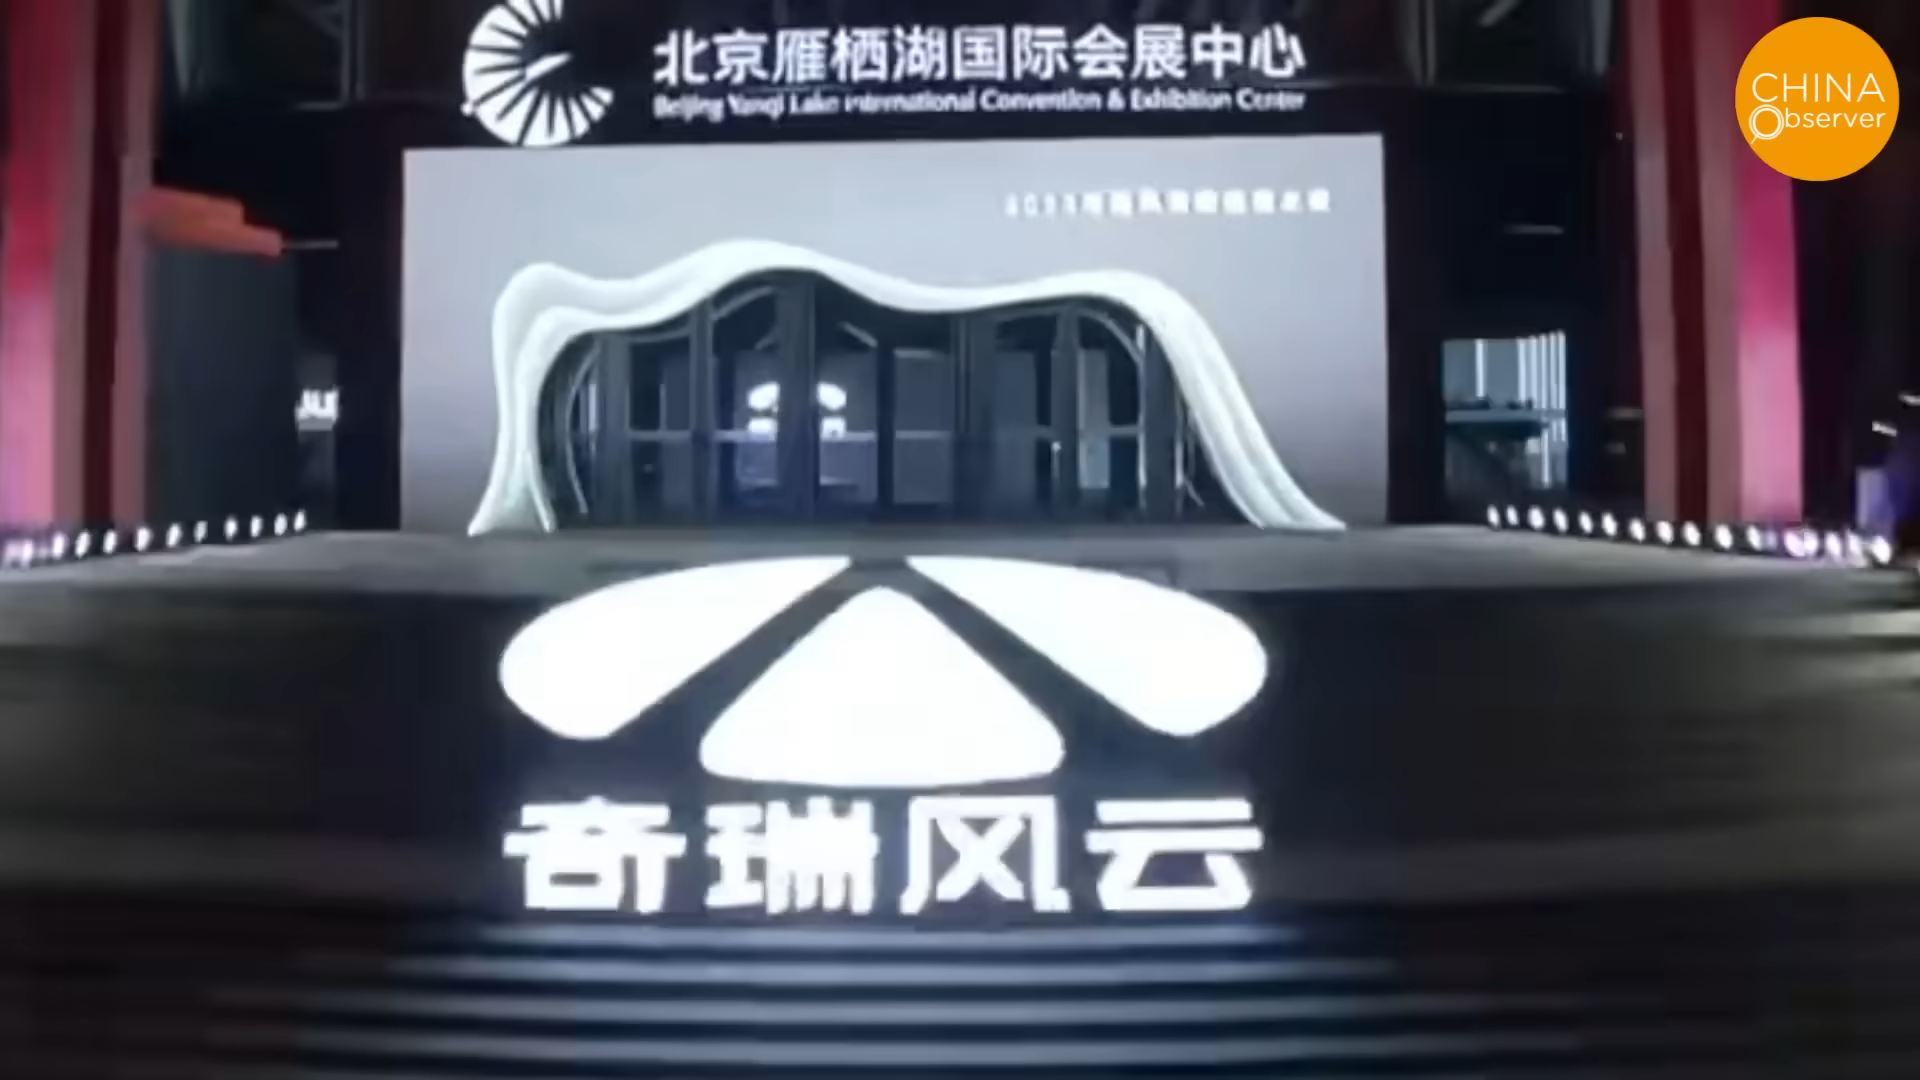 北京雁栖湖国际会展中心
Beijing Yanqi Lake International Convention & Exhibition Center
CHINA
Observer
奇瑞风云